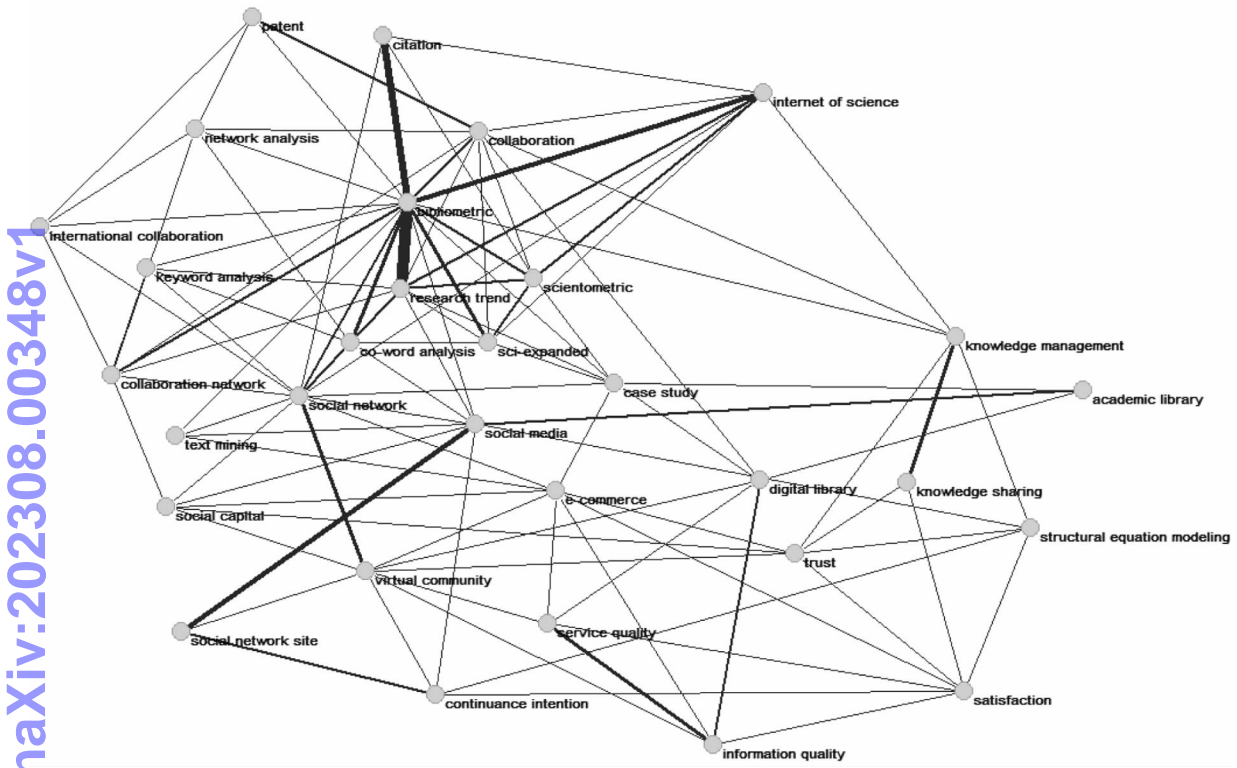 patent
citation
internet of science
network analysis
collaboration
bibliometric
international collaboration
keyword analysis
scientometric
research trend
knowledge management
co-word analysis
sci-expanded
collaboration network
case study
academic library
social network
social media
text mining
digital library
knowledge sharing
e-commerce
social capital
structural equation modeling
trust
virtual community
service quality
social network site
satisfaction
continuance intention
information quality
naXiv:202308.00348v1